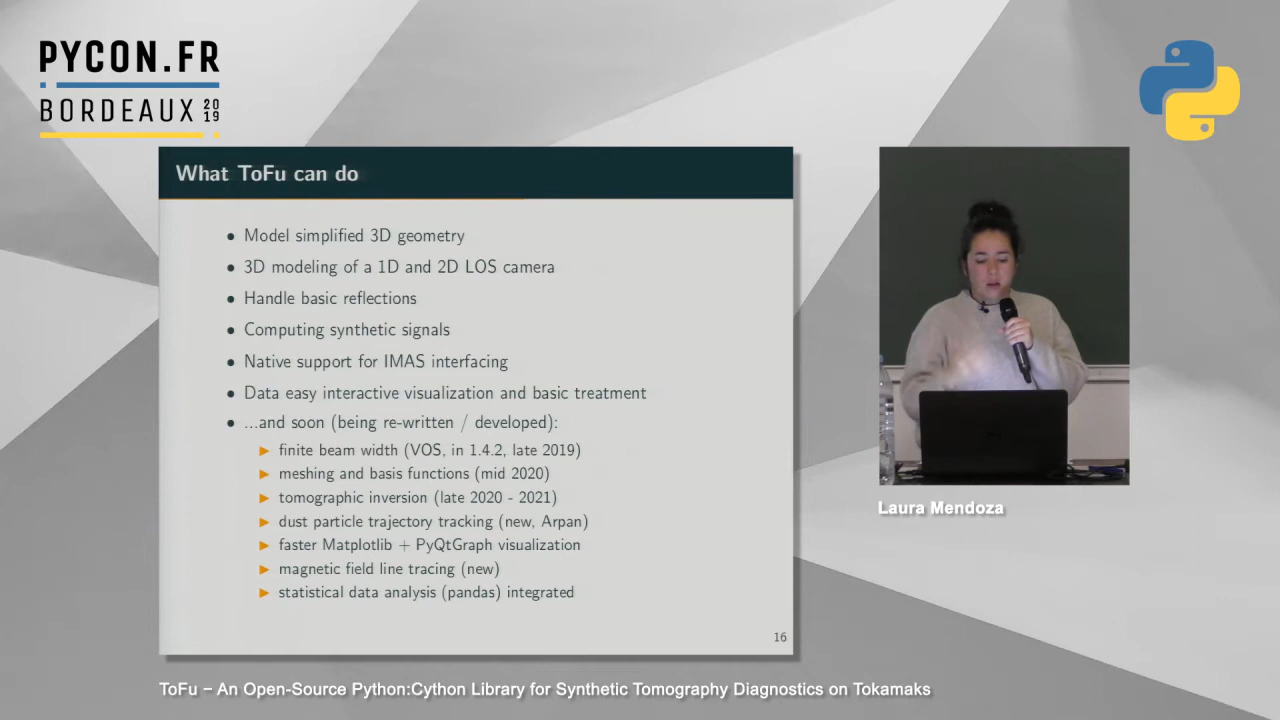 PYCON.FR
BORDEAUX 2019
What ToFu can do
• Model simplified 3D geometry
• 3D modeling of a 1D and 2D LOS camera
• Handle basic reflections
• Computing synthetic signals
• Native support for IMAS interfacing
• Data easy interactive visualization and basic treatment
• ...and soon (being re-written / developed):
▶ finite beam width (VOS, in 1.4.2, late 2019)
▶ meshing and basis functions (mid 2020)
▶ tomographic inversion (late 2020 - 2021)
▶ dust particle trajectory tracking (new, Arpan)
▶ faster Matplotlib + PyQtGraph visualization
▶ magnetic field line tracing (new)
▶ statistical data analysis (pandas) integrated
16
Laura Mendoza
ToFu – An Open-Source Python:Cython Library for Synthetic Tomography Diagnostics on Tokamaks